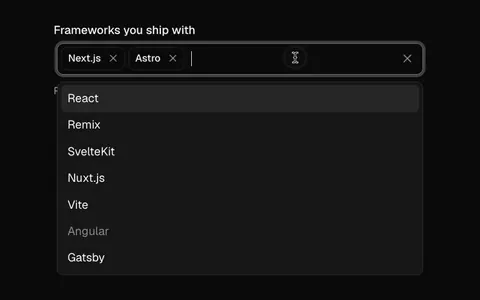 Frameworks you ship with
Next.js Astro
React
Remix
SvelteKit
Nuxt.js
Vite
Angular
Gatsby